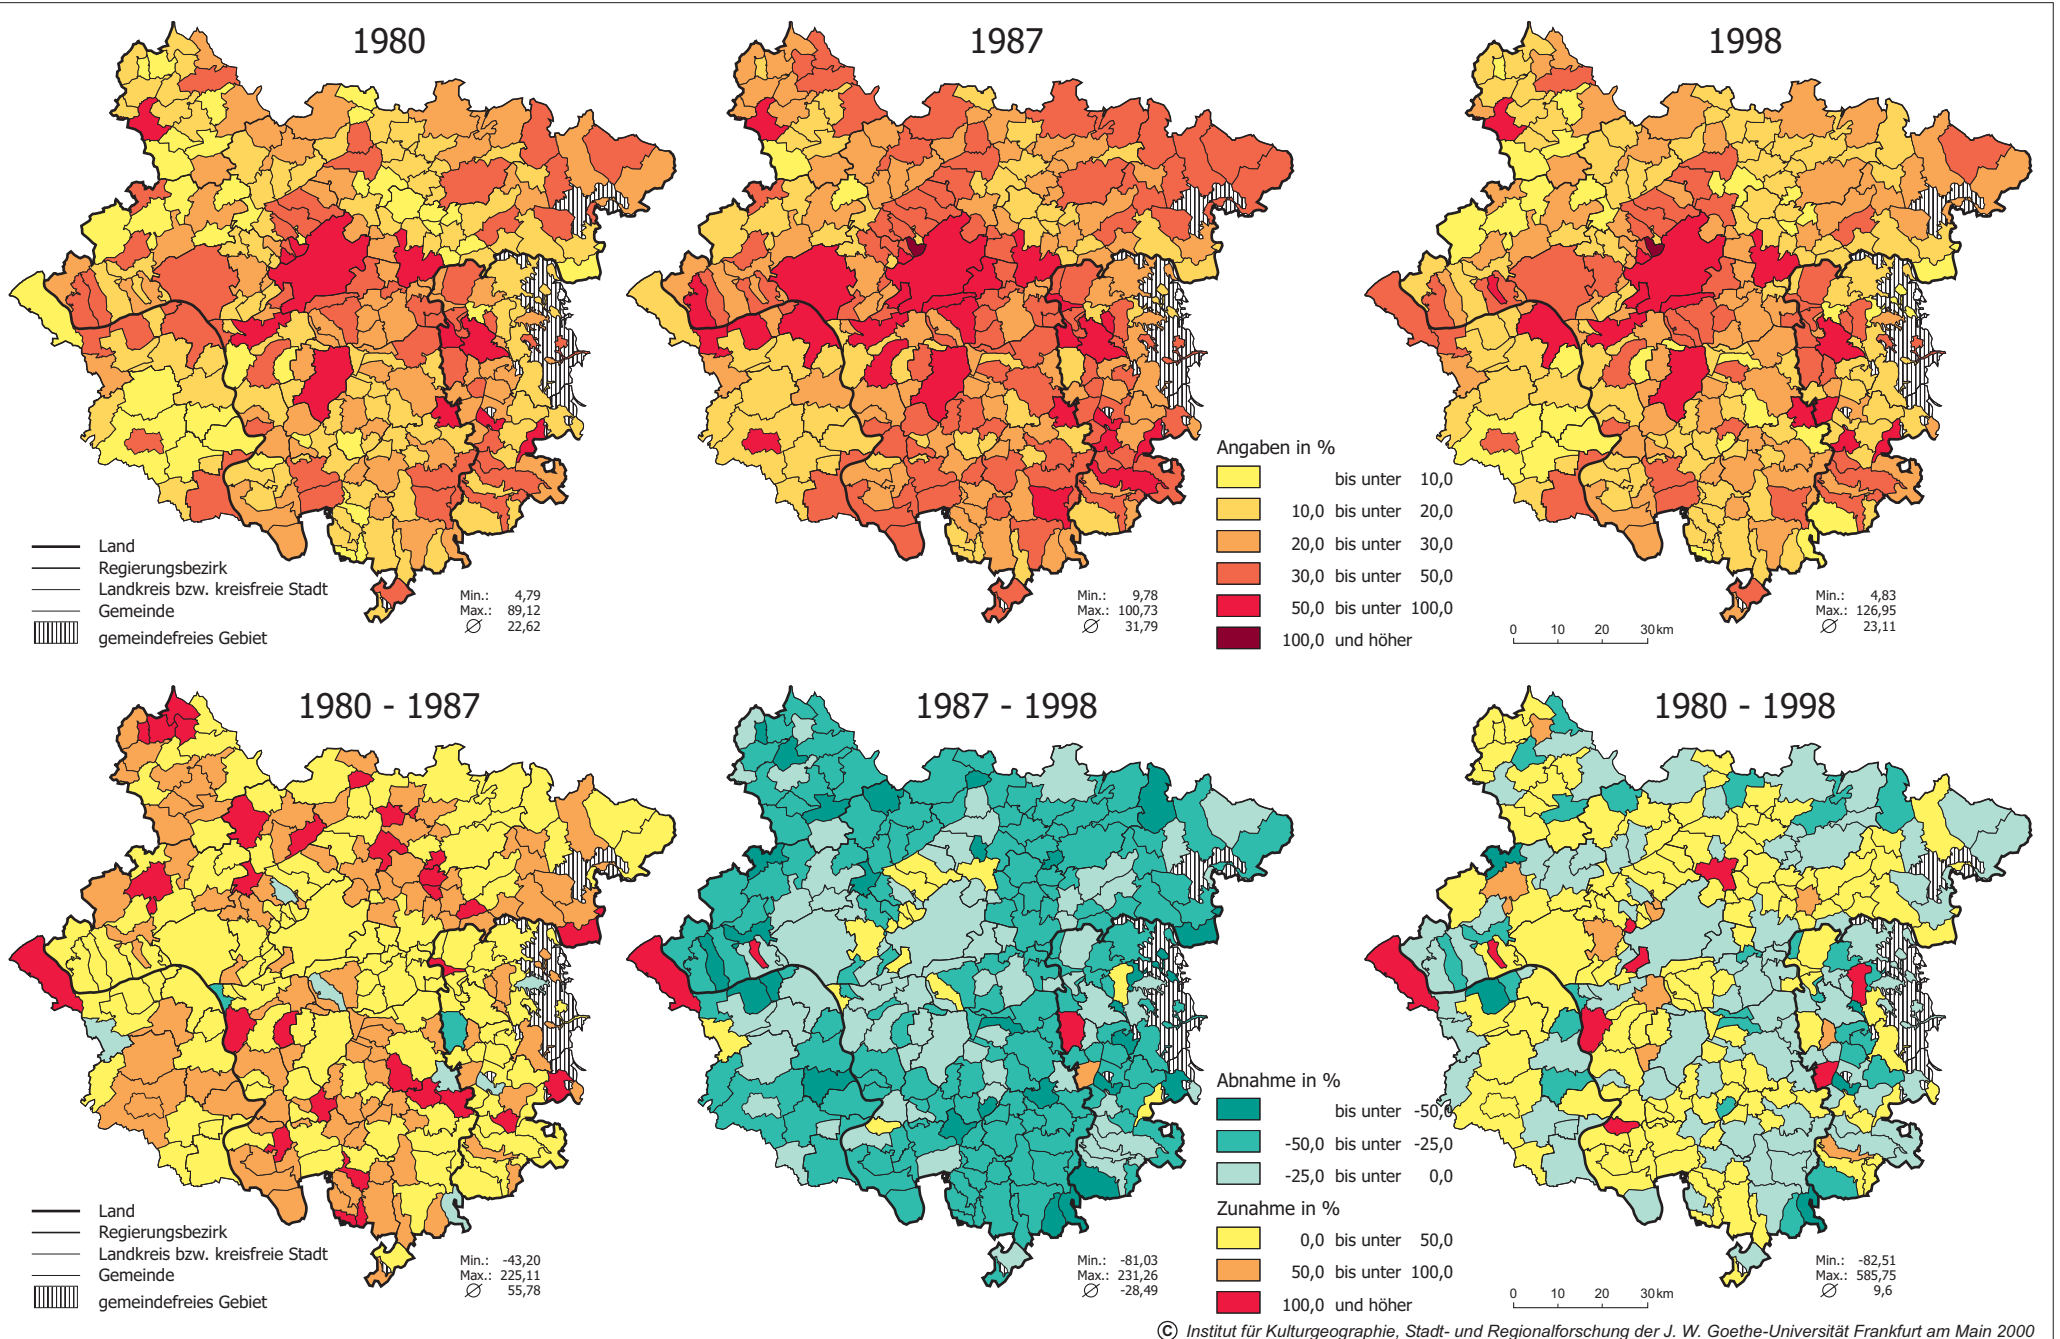 1980
1987
1998
Angaben in %
bis unter 10,0
10,0 bis unter 20,0
20,0 bis unter 30,0
30,0 bis unter 50,0
50,0 bis unter 100,0
100,0 und höher
Land
Regierungsbezirk
Landkreis bzw. kreisfreie Stadt
Gemeinde
gemeindefreies Gebiet
Min.: 4,79
Max.: 89,12
∅ 22,62
Min.: 9,78
Max.: 100,73
∅ 31,79
0 10 20 30 km
Min.: 4,83
Max.: 126,95
∅ 23,11
1980 - 1987
1987 - 1998
1980 - 1998
Abnahme in %
bis unter -50,0
-50,0 bis unter -25,0
-25,0 bis unter 0,0
Zunahme in %
0,0 bis unter 50,0
50,0 bis unter 100,0
100,0 und höher
Land
Regierungsbezirk
Landkreis bzw. kreisfreie Stadt
Gemeinde
gemeindefreies Gebiet
Min.: -43,20
Max.: 225,11
∅ 55,78
Min.: -81,03
Max.: 231,26
∅ -28,49
0 10 20 30 km
Min.: -82,51
Max.: 585,75
∅ 9,6
© Institut für Kulturgeographie, Stadt- und Regionalforschung der J. W. Goethe-Universität Frankfurt am Main 2000